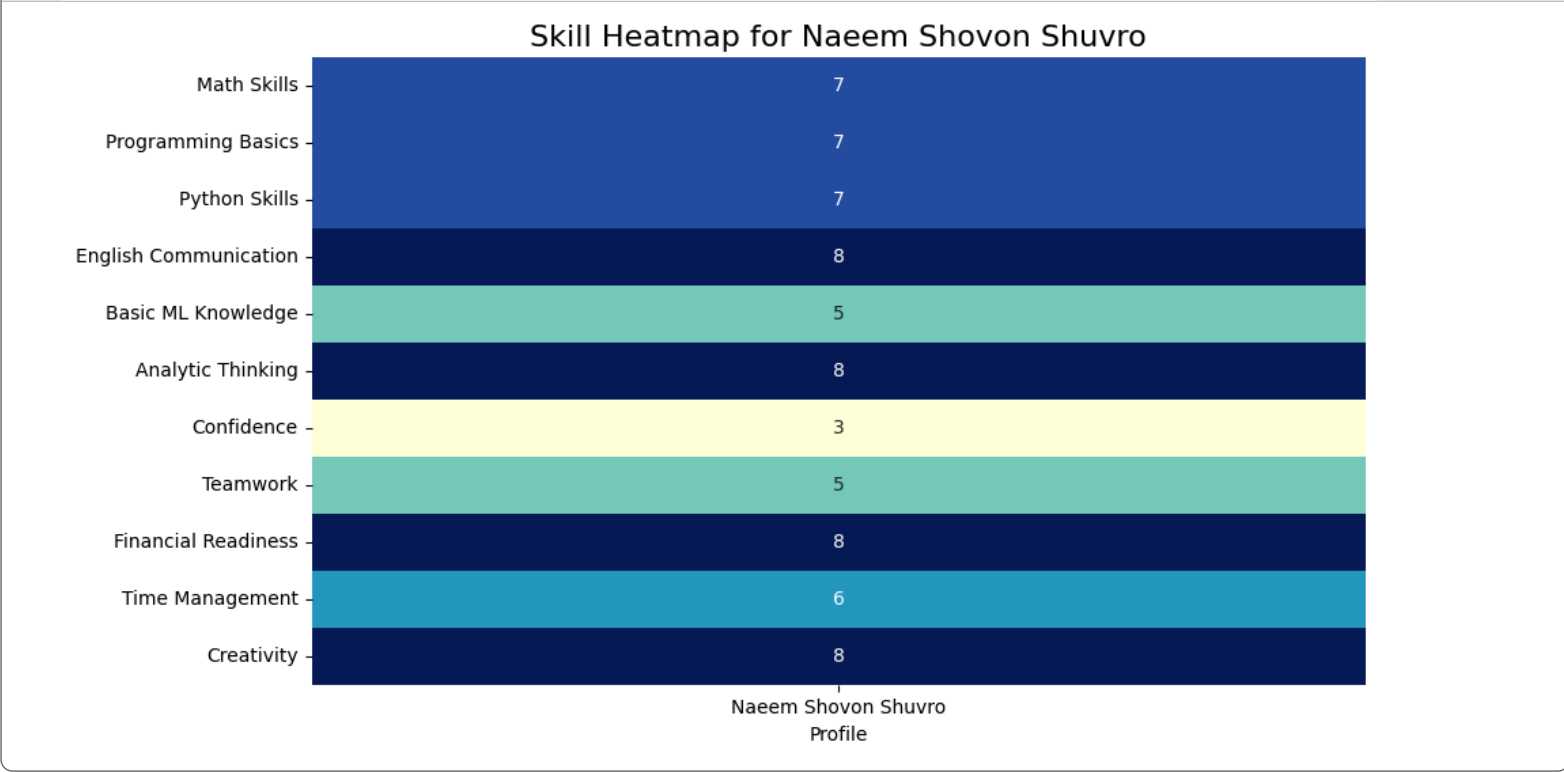 Skill Heatmap for Naeem Shovon Shuvro
Math Skills 7
Programming Basics 7
Python Skills 7
English Communication 8
Basic ML Knowledge 5
Analytic Thinking 8
Confidence 3
Teamwork 5
Financial Readiness 8
Time Management 6
Creativity 8
Naeem Shovon Shuvro
Profile